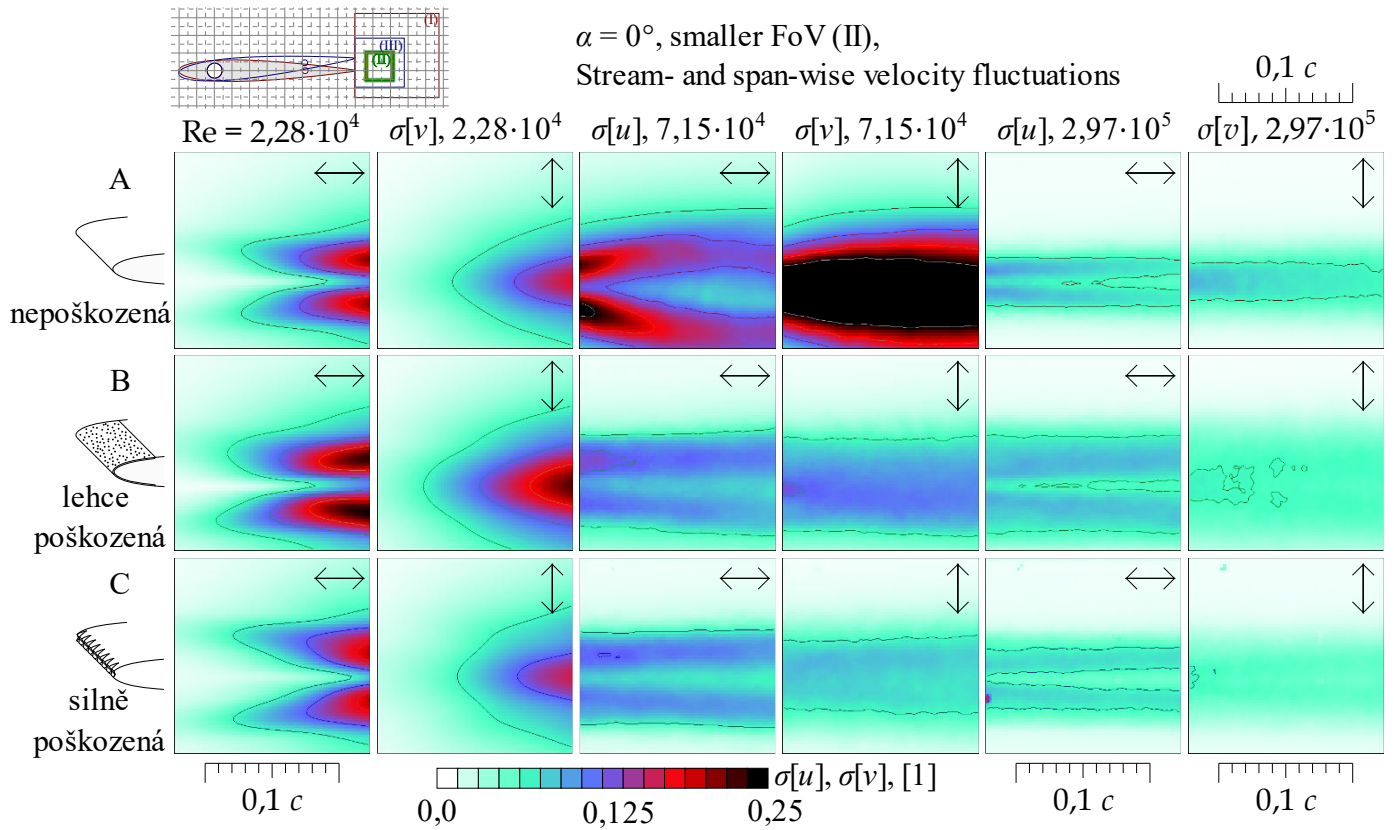 (I)
(III)
(II)
α = 0°, smaller FoV (II),
Stream- and span-wise velocity fluctuations
0,1 c
Re = 2,28·10⁴
σ[v], 2,28·10⁴
σ[u], 7,15·10⁴
σ[v], 7,15·10⁴
σ[u], 2,97·10⁵
σ[v], 2,97·10⁵
A
nepoškozená
B
lehce
poškozená
C
silně
poškozená
0,1 c
σ[u], σ[v], [1]
0,0
0,125
0,25
0,1 c
0,1 c